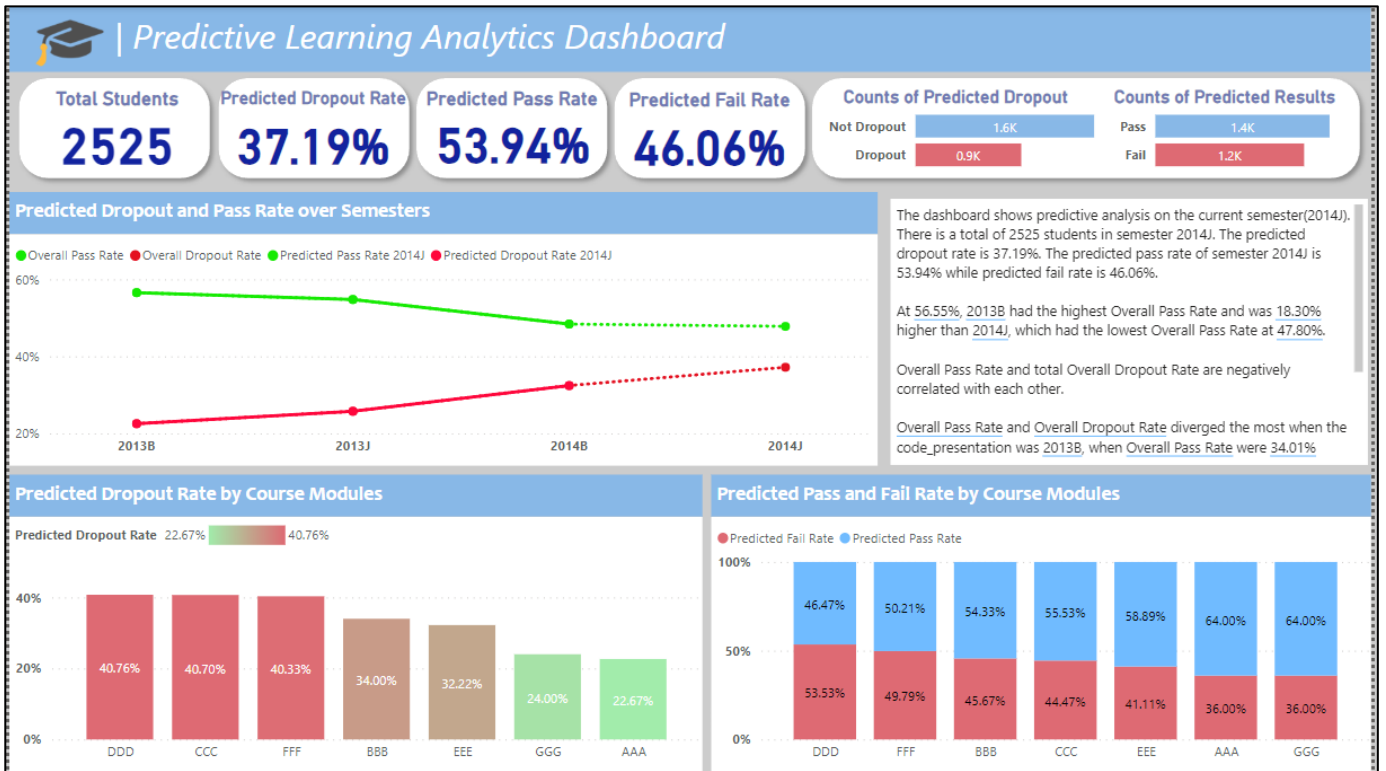 | Predictive Learning Analytics Dashboard
Total Students
2525
Predicted Dropout Rate
37.19%
Predicted Pass Rate
53.94%
Predicted Fail Rate
46.06%
Counts of Predicted Dropout
Not Dropout 1.6K
Dropout 0.9K
Counts of Predicted Results
Pass 1.4K
Fail 1.2K
Predicted Dropout and Pass Rate over Semesters
Overall Pass Rate Overall Dropout Rate Predicted Pass Rate 2014J Predicted Dropout Rate 2014J
60%
40%
20%
2013B 2013J 2014B 2014J
The dashboard shows predictive analysis on the current semester(2014J).
There is a total of 2525 students in semester 2014J. The predicted
dropout rate is 37.19%. The predicted pass rate of semester 2014J is
53.94% while predicted fail rate is 46.06%.
At 56.55%, 2013B had the highest Overall Pass Rate and was 18.30%
higher than 2014J, which had the lowest Overall Pass Rate at 47.80%.
Overall Pass Rate and total Overall Dropout Rate are negatively
correlated with each other.
Overall Pass Rate and Overall Dropout Rate diverged the most when the
code_presentation was 2013B, when Overall Pass Rate were 34.01%
Predicted Dropout Rate by Course Modules
Predicted Dropout Rate 22.67% 40.76%
40%
20%
0%
40.76% 40.70% 40.33% 34.00% 32.22% 24.00% 22.67%
DDD CCC FFF BBB EEE GGG AAA
Predicted Pass and Fail Rate by Course Modules
Predicted Fail Rate Predicted Pass Rate
100%
50%
0%
46.47% 50.21% 54.33% 55.53% 58.89% 64.00% 64.00%
53.53% 49.79% 45.67% 44.47% 41.11% 36.00% 36.00%
DDD FFF BBB CCC EEE AAA GGG